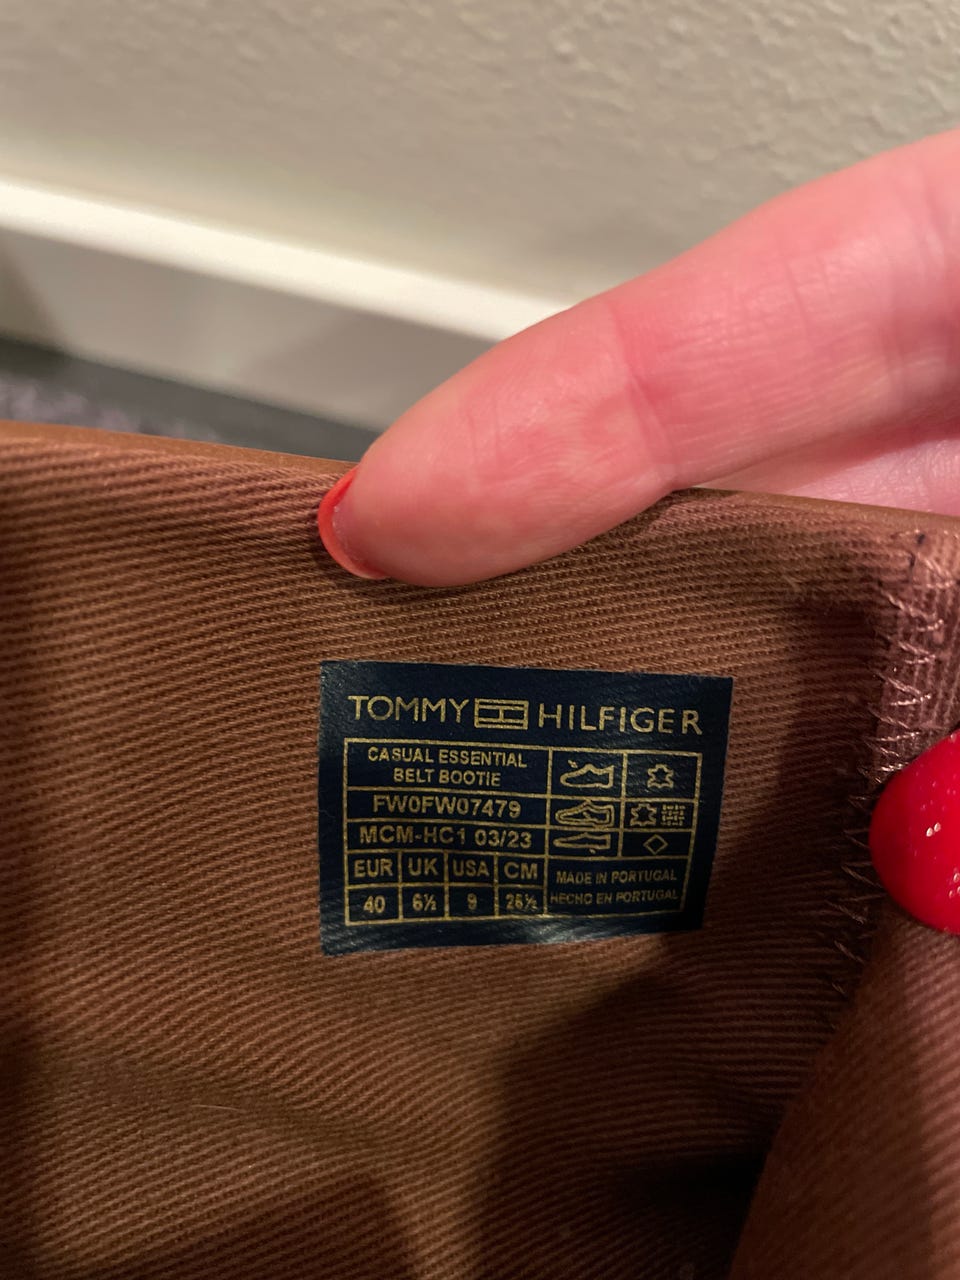 TOMMY HILFIGER
CASUAL ESSENTIAL
BELT BOOTIE
FW0FW07479
MCM-HC1 03/23
EUR UK USA CM
40 6½ 9 26½
MADE IN PORTUGAL
HECHO EN PORTUGAL